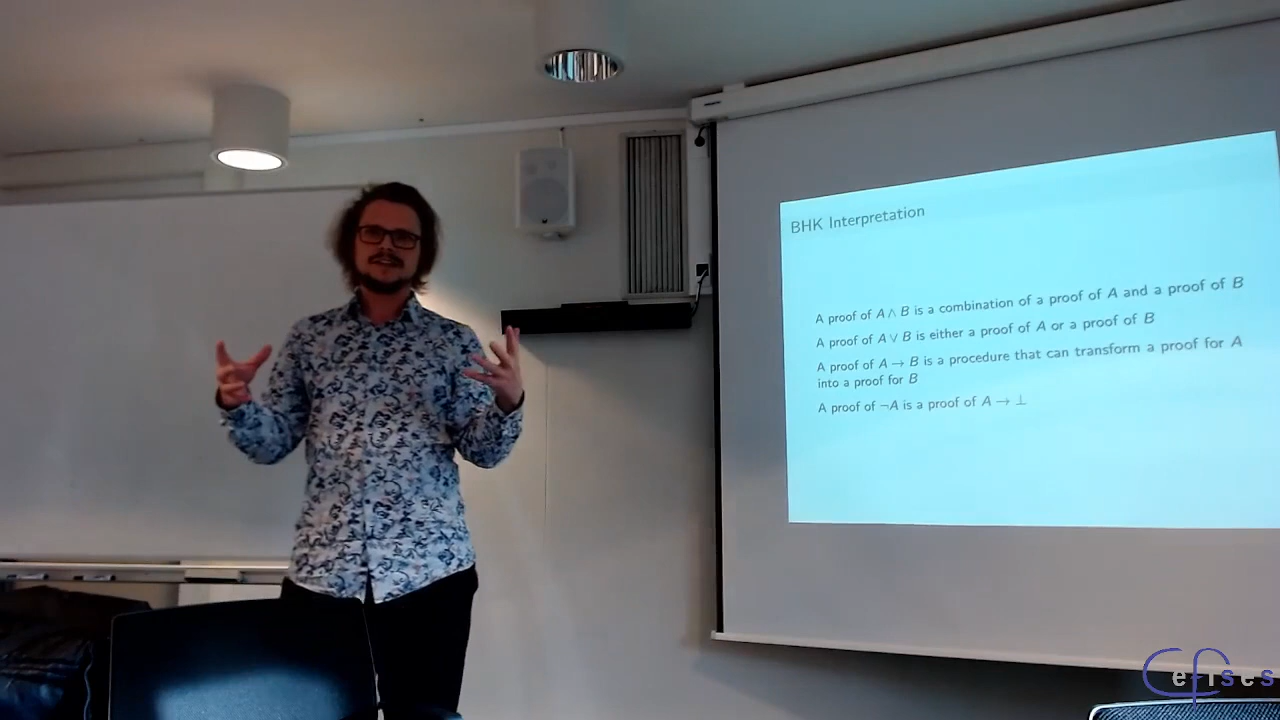 BHK Interpretation
A proof of A ∧ B is a combination of a proof of A and a proof of B
A proof of A ∨ B is either a proof of A or a proof of B
A proof of A → B is a procedure that can transform a proof for A
into a proof for B
A proof of ¬A is a proof of A → ⊥
Cefises